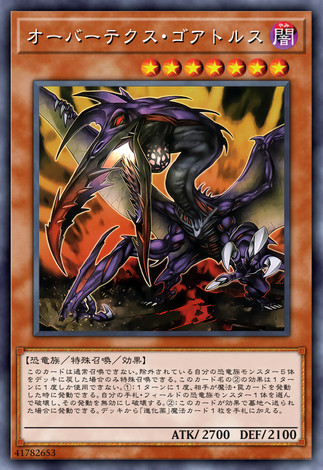 オーバーテクス・ゴアトルス
やみ
闇
【恐竜族/特殊召喚/効果】
このカードは通常召喚できない。除外されている自分の恐竜族モンスター5体
をデッキに戻した場合のみ特殊召喚できる。このカード名の②の効果は1ター
ンに1度しか使用できない。①:1ターンに1度、相手が魔法・罠カードを発動
した時に発動できる。自分の手札・フィールドの恐竜族モンスター1体を選ん
で破壊し、その発動を無効にし破壊する。②:このカードが効果で墓地へ送ら
れた場合に発動できる。デッキから「進化薬」魔法カード1枚を手札に加える。
ATK/2700 DEF/2100
41782653